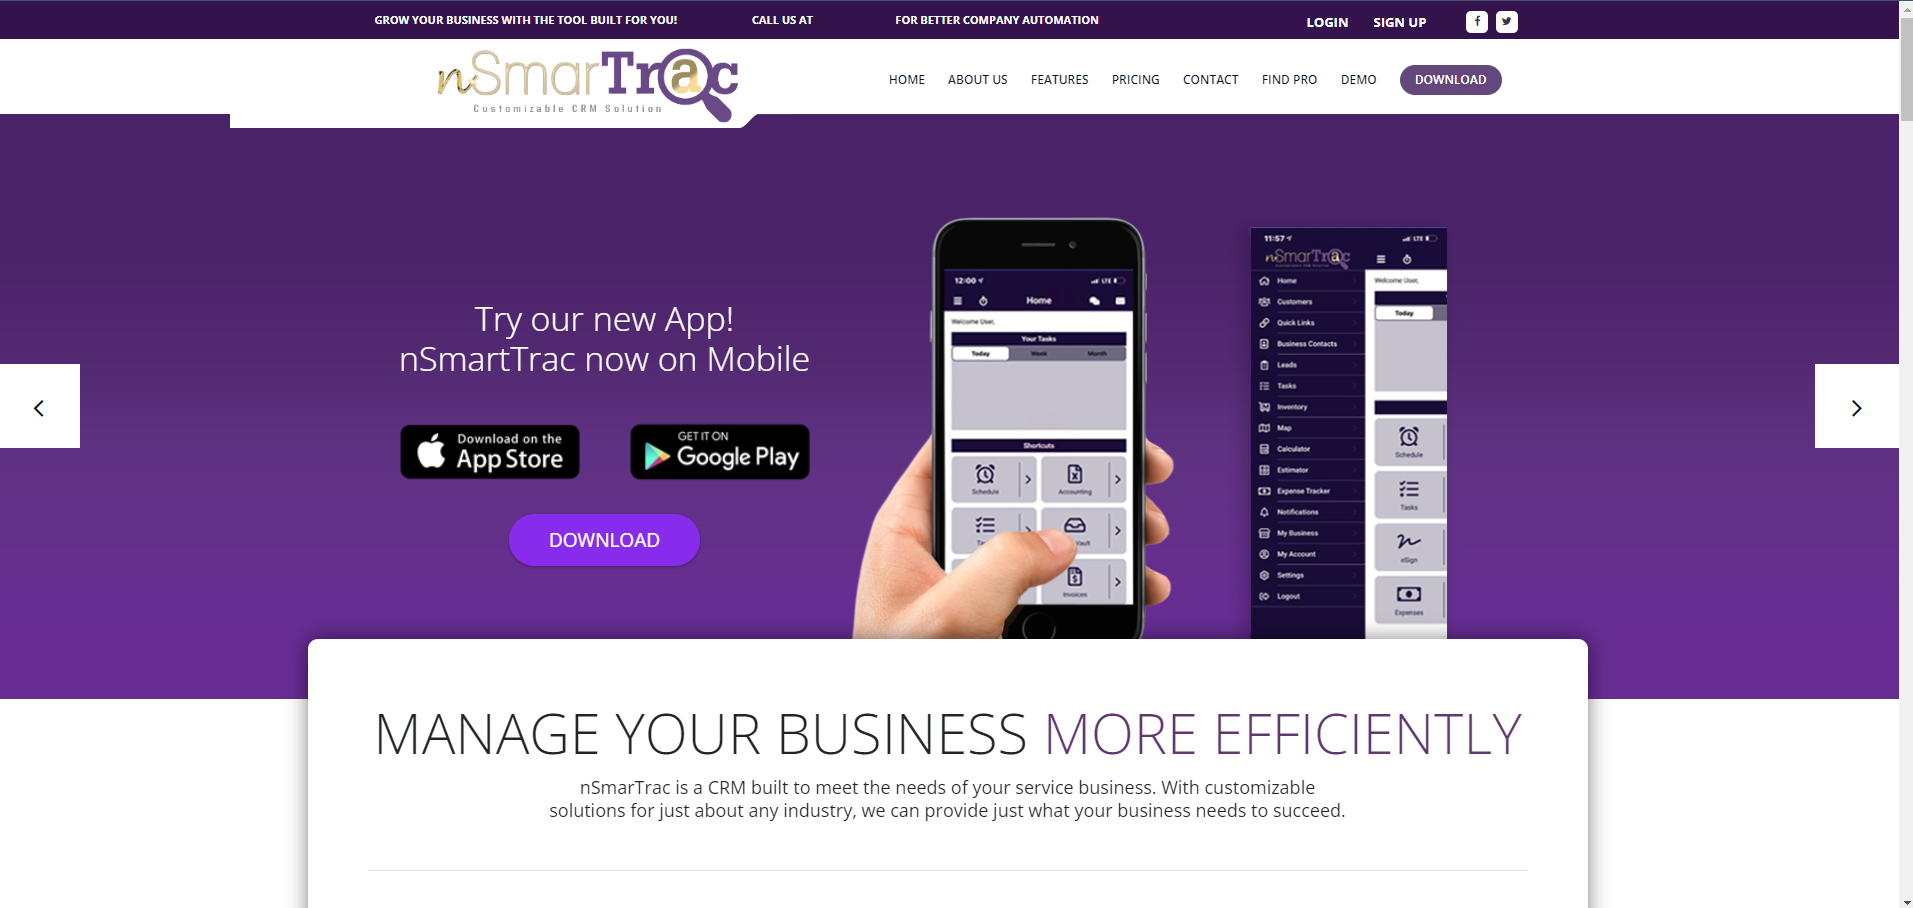 GROW YOUR BUSINESS WITH THE TOOL BUILT FOR YOU!
CALL US AT
FOR BETTER COMPANY AUTOMATION
LOGIN
SIGN UP
nSmarTrac
Customizable CRM Solution
HOME
ABOUT US
FEATURES
PRICING
CONTACT
FIND PRO
DEMO
DOWNLOAD
Try our new App!
nSmartTrac now on Mobile
Download on the
App Store
GET IT ON
Google Play
DOWNLOAD
12:00
LTE
Home
Welcome User,
Your Tasks
Today
Week
Month
Shortcuts
Schedule
Accounting
Vault
Invoices
11:57
LTE
nSmarTrac
Home
Customers
Quick Links
Business Contacts
Leads
Tasks
Inventory
Map
Calculator
Estimator
Expense Tracker
Notifications
My Business
My Account
Settings
Logout
Welcome User,
Today
Schedule
Tasks
eSign
Expenses
MANAGE YOUR BUSINESS MORE EFFICIENTLY
nSmarTrac is a CRM built to meet the needs of your service business. With customizable
solutions for just about any industry, we can provide just what your business needs to succeed.